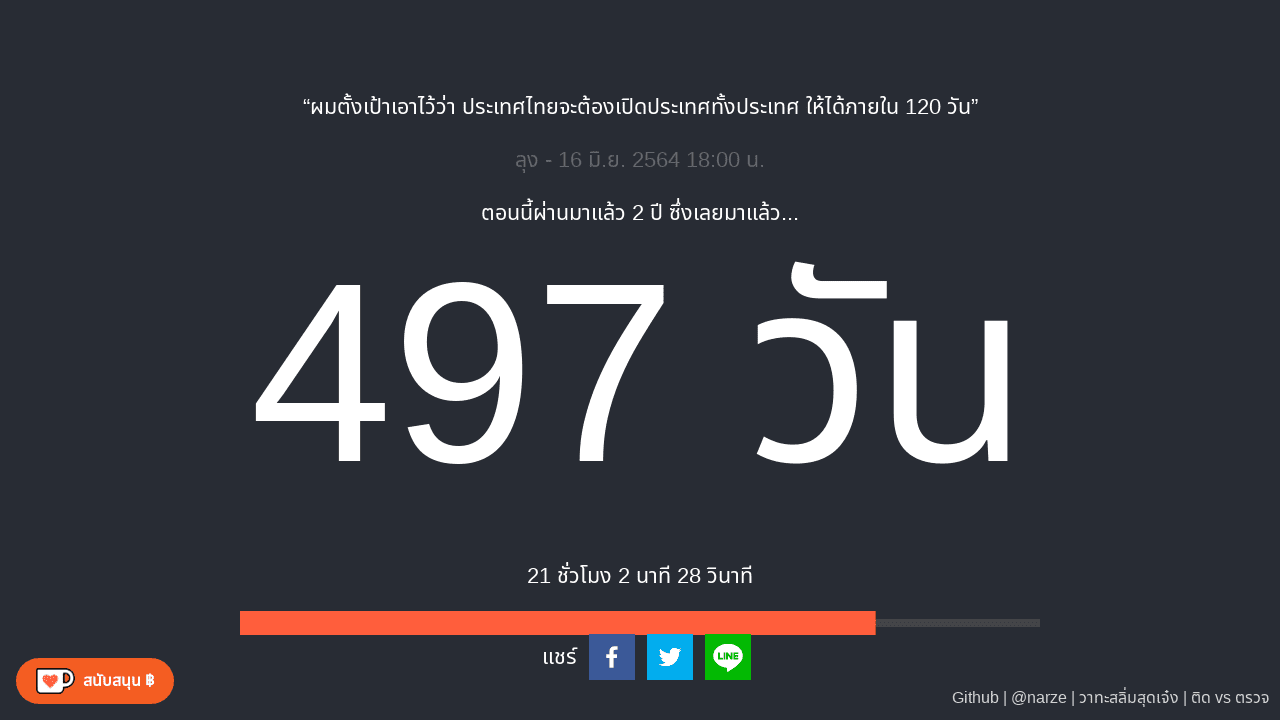 “ผมตั้งเป้าเอาไว้ว่า ประเทศไทยจะต้องเปิดประเทศทั้งประเทศ ให้ได้ภายใน 120 วัน”
ลุง - 16 มิ.ย. 2564 18:00 น.
ตอนนี้ผ่านมาแล้ว 2 ปี ซึ่งเลยมาแล้ว...
497 วัน
21 ชั่วโมง 2 นาที 28 วินาที
แชร์
LINE
สนับสนุน ฿
Github | @narze | วาทะสลิ่มสุดเจ๋ง | ติด vs ตรวจ